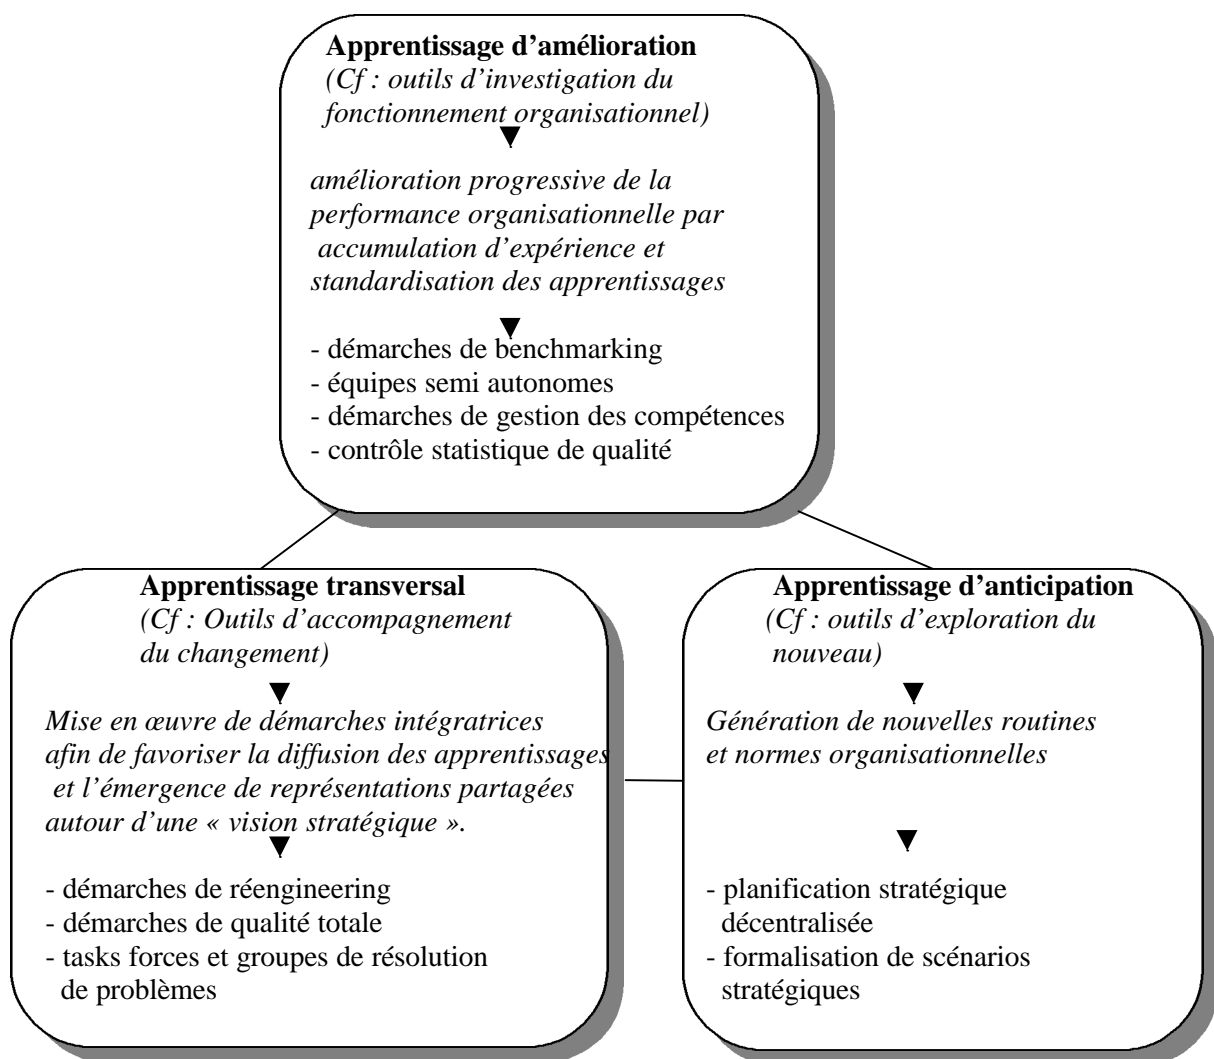 Apprentissage d’amélioration
(Cf : outils d’investigation du
fonctionnement organisationnel)
amélioration progressive de la
performance organisationnelle par
accumulation d’expérience et
standardisation des apprentissages
- démarches de benchmarking
- équipes semi autonomes
- démarches de gestion des compétences
- contrôle statistique de qualité
Apprentissage transversal
(Cf : Outils d’accompagnement
du changement)
Mise en œuvre de démarches intégratrices
afin de favoriser la diffusion des apprentissages
et l’émergence de représentations partagées
autour d’une « vision stratégique ».
- démarches de réengineering
- démarches de qualité totale
- tasks forces et groupes de résolution
de problèmes
Apprentissage d’anticipation
(Cf : outils d’exploration du
nouveau)
Génération de nouvelles routines
et normes organisationnelles
- planification stratégique
décentralisée
- formalisation de scénarios
stratégiques